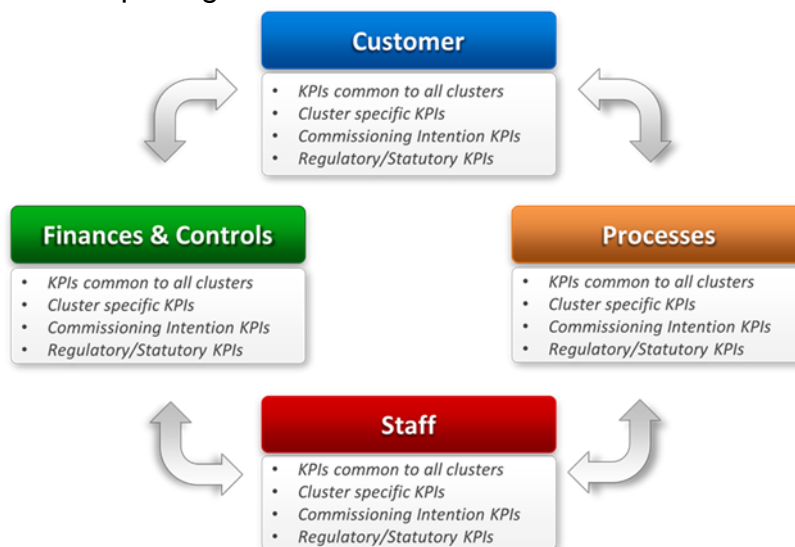 Customer
• KPIs common to all clusters
• Cluster specific KPIs
• Commissioning Intention KPIs
• Regulatory/Statutory KPIs
Finances & Controls
• KPIs common to all clusters
• Cluster specific KPIs
• Commissioning Intention KPIs
• Regulatory/Statutory KPIs
Processes
• KPIs common to all clusters
• Cluster specific KPIs
• Commissioning Intention KPIs
• Regulatory/Statutory KPIs
Staff
• KPIs common to all clusters
• Cluster specific KPIs
• Commissioning Intention KPIs
• Regulatory/Statutory KPIs